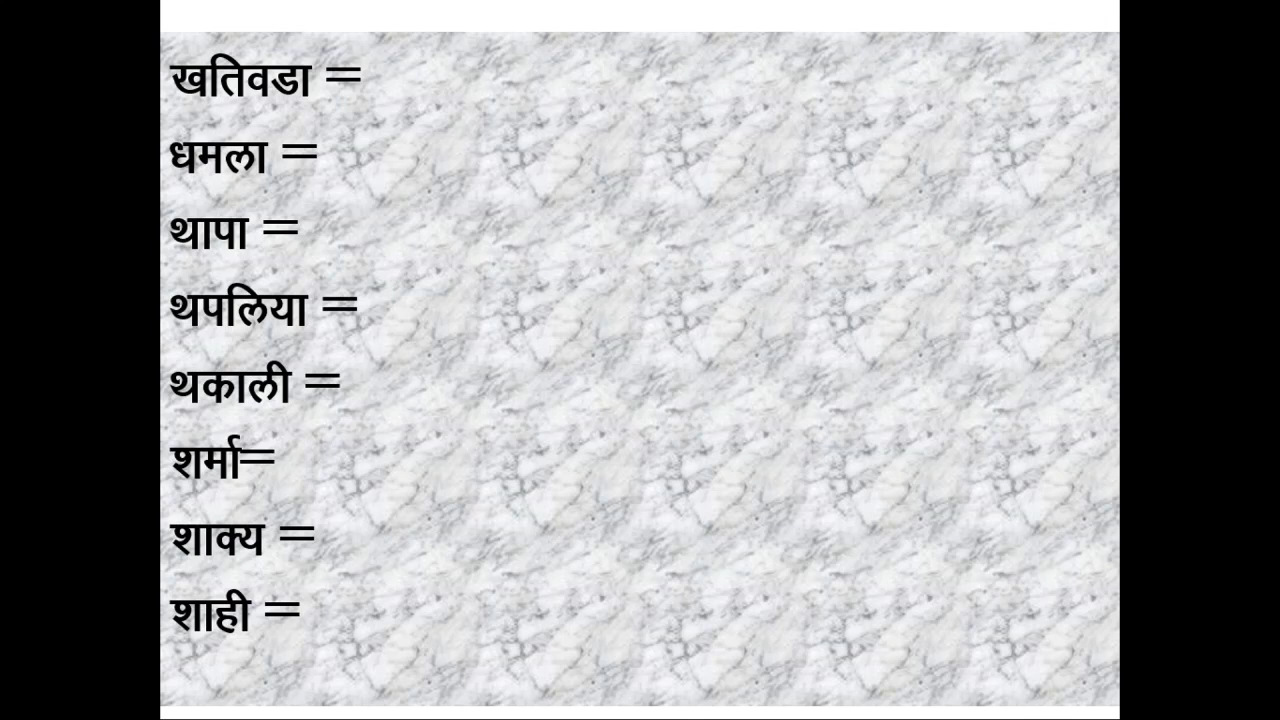 खतिवडा =
धमला =
थापा =
थपलिया =
थकाली =
शर्मा=
शाक्य =
शाही =